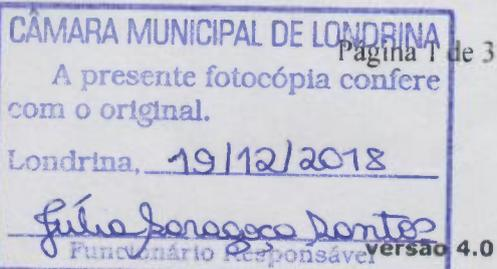 CÂMARA MUNICIPAL DE LONDRINA
Página 1 de 3
A presente fotocópia confere
com o original.
Londrina, 19/12/2018
Júlia Saragoça Santos
Funcionário Responsável
versão 4.0